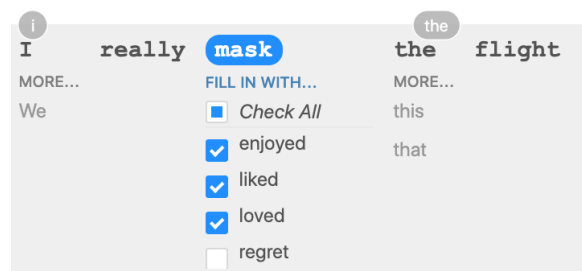 i the
I really mask the flight
MORE... FILL IN WITH... MORE...
We Check All this
enjoyed that
liked
loved
regret